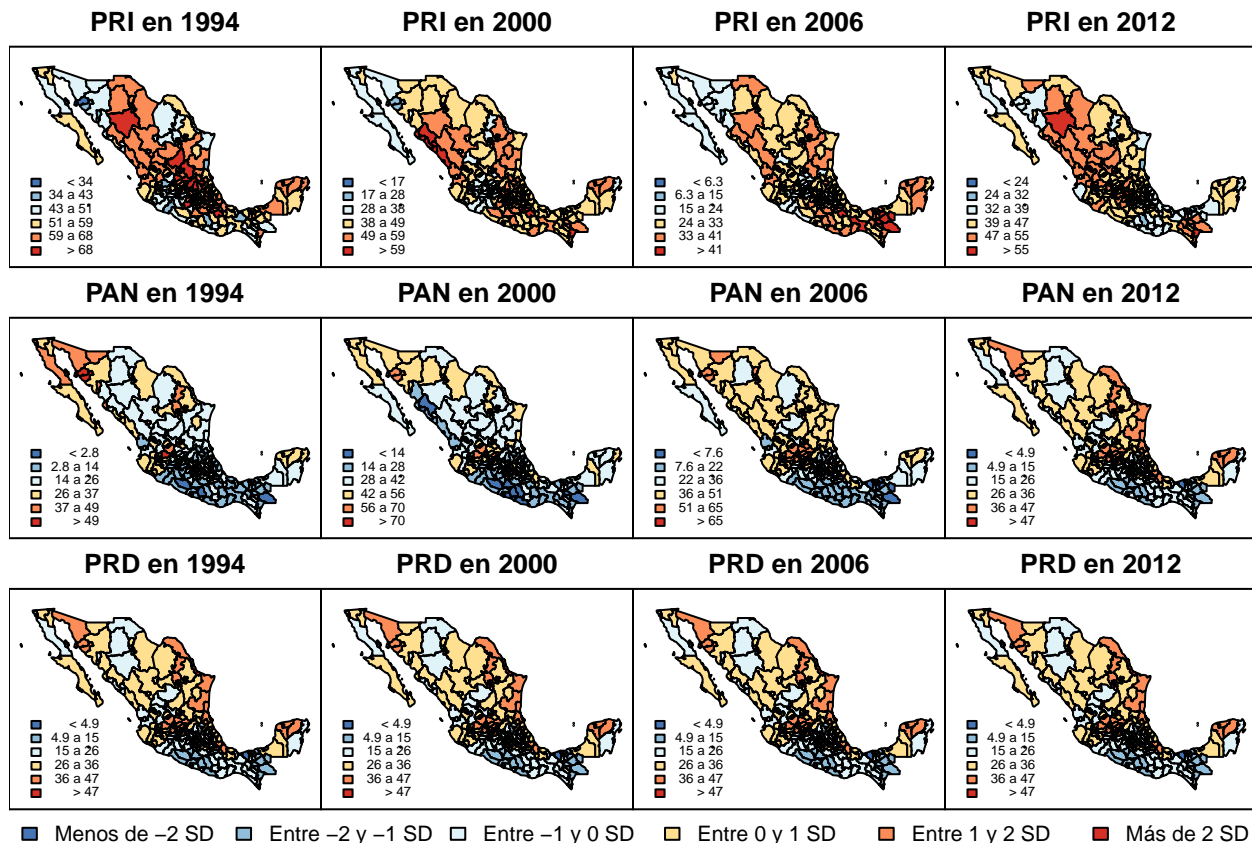 PRI en 1994
PRI en 2000
PRI en 2006
PRI en 2012
< 34
34 a 43
43 a 51
51 a 59
59 a 68
> 68
< 17
17 a 28
28 a 38
38 a 49
49 a 59
> 59
< 6.3
6.3 a 15
15 a 24
24 a 33
33 a 41
> 41
< 24
24 a 32
32 a 39
39 a 47
47 a 55
> 55
PAN en 1994
PAN en 2000
PAN en 2006
PAN en 2012
< 2.8
2.8 a 14
14 a 26
26 a 37
37 a 49
> 49
< 14
14 a 28
28 a 42
42 a 56
56 a 70
> 70
< 7.6
7.6 a 22
22 a 36
36 a 51
51 a 65
> 65
< 4.9
4.9 a 15
15 a 26
26 a 36
36 a 47
> 47
PRD en 1994
PRD en 2000
PRD en 2006
PRD en 2012
< 4.9
4.9 a 15
15 a 26
26 a 36
36 a 47
> 47
< 4.9
4.9 a 15
15 a 26
26 a 36
36 a 47
> 47
< 4.9
4.9 a 15
15 a 26
26 a 36
36 a 47
> 47
< 4.9
4.9 a 15
15 a 26
26 a 36
36 a 47
> 47
Menos de −2 SD
Entre −2 y −1 SD
Entre −1 y 0 SD
Entre 0 y 1 SD
Entre 1 y 2 SD
Más de 2 SD